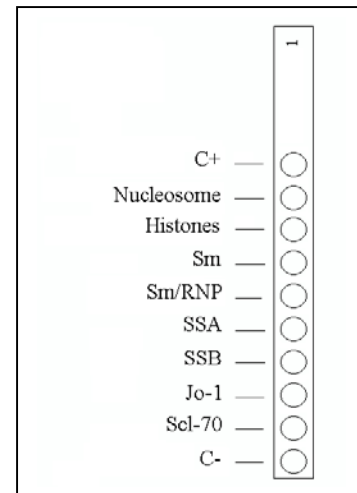 1
C+
Nucleosome
Histones
Sm
Sm/RNP
SSA
SSB
Jo-1
Scl-70
C-